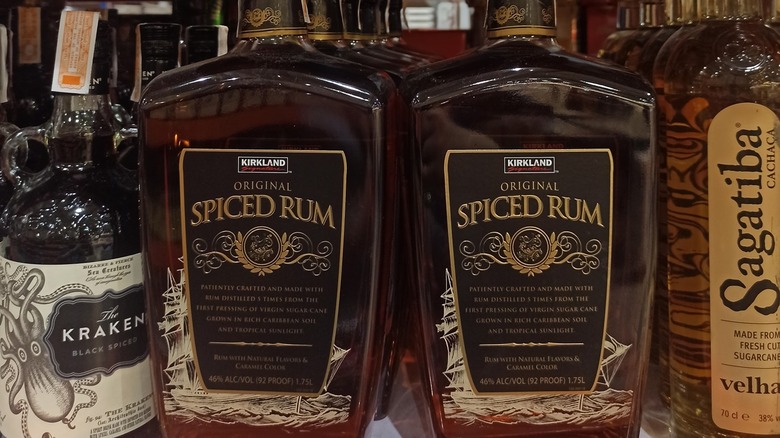 KIRKLAND
Signature
ORIGINAL
SPICED RUM
PATIENTLY CRAFTED AND MADE WITH
RUM DISTILLED 5 TIMES FROM THE
FIRST PRESSING OF VIRGIN SUGAR CANE
GROWN IN RICH CARIBBEAN SOIL
AND TROPICAL SUNLIGHT.
RUM WITH NATURAL FLAVORS &
CARAMEL COLOR
46% ALC/VOL (92 PROOF) 1.75L
KIRKLAND
Signature
ORIGINAL
SPICED RUM
PATIENTLY CRAFTED AND MADE WITH
RUM DISTILLED 5 TIMES FROM THE
FIRST PRESSING OF VIRGIN SUGAR CANE
GROWN IN RICH CARIBBEAN SOIL
AND TROPICAL SUNLIGHT.
RUM WITH NATURAL FLAVORS &
CARAMEL COLOR
46% ALC/VOL (92 PROOF) 1.75L
Sea Creatures
The
KRAKEN
BLACK SPICED
THE KRAKEN
Sagatiba
CACHAÇA
MADE FROM
FRESH CUT
SUGARCAN
velha
70 cl e 38%